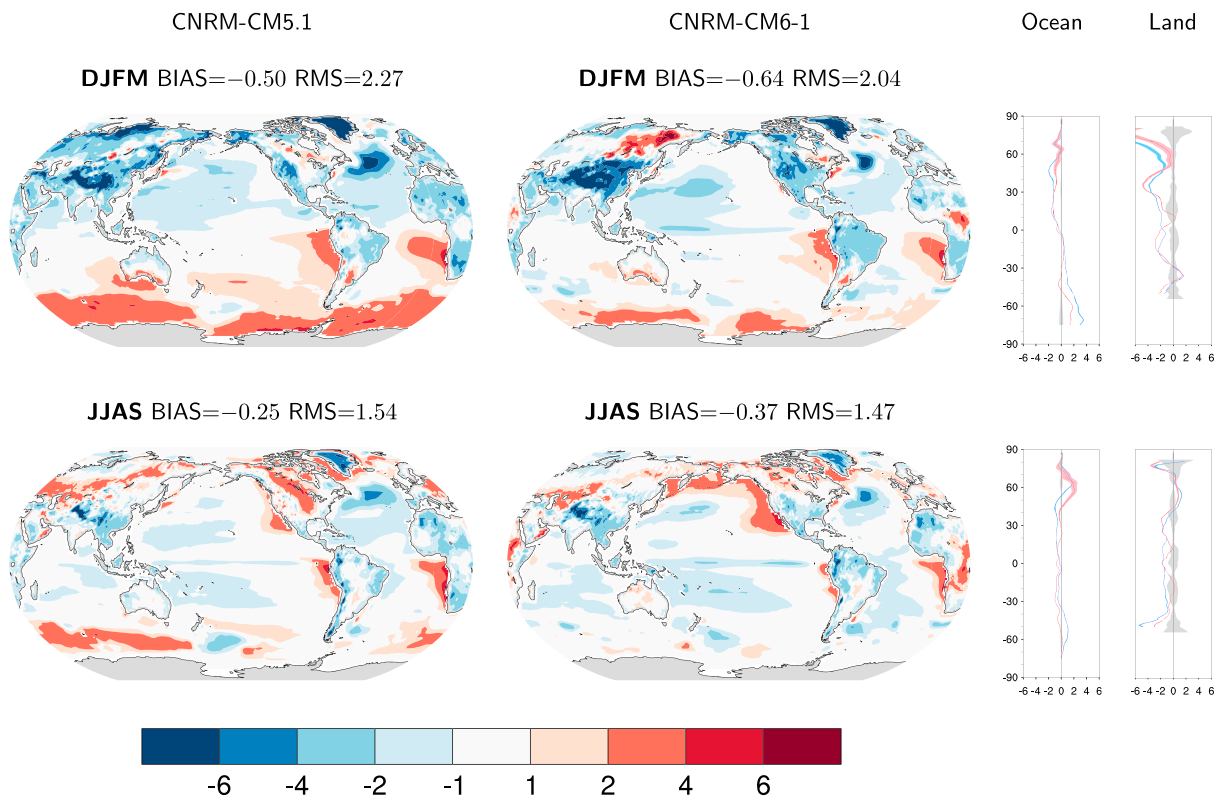 CNRM-CM5.1 CNRM-CM6-1 Ocean Land
DJFM BIAS=−0.50 RMS=2.27 DJFM BIAS=−0.64 RMS=2.04
90
60
30
0
-30
-60
-90
-6 -4 -2 0 2 4 6 -6 -4 -2 0 2 4 6
JJAS BIAS=−0.25 RMS=1.54 JJAS BIAS=−0.37 RMS=1.47
90
60
30
0
-30
-60
-90
-6 -4 -2 0 2 4 6 -6 -4 -2 0 2 4 6
-6 -4 -2 -1 1 2 4 6